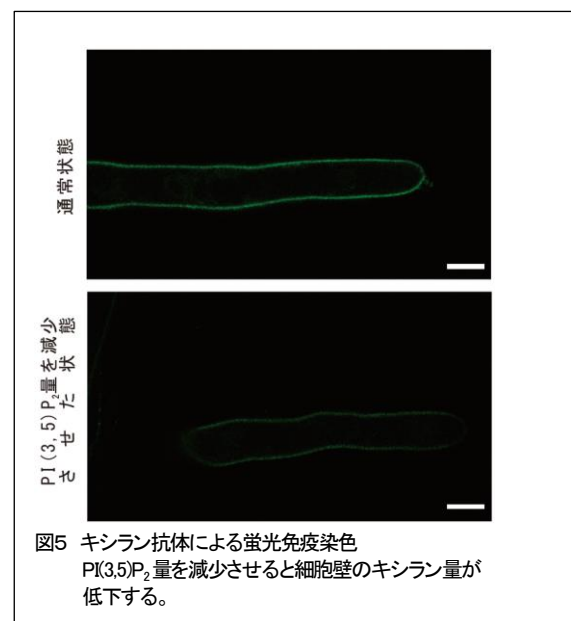 通常状態
PI(3,5)P₂量を減少
させた状態
図5 キシラン抗体による蛍光免疫染色
PI(3,5)P₂量を減少させると細胞壁のキシラン量が
低下する。